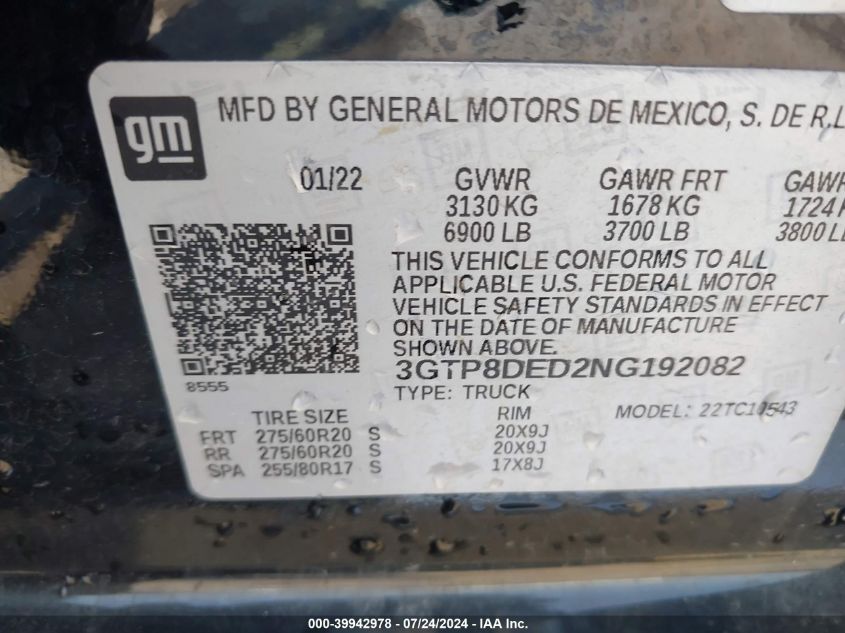 gm
MFD BY GENERAL MOTORS DE MEXICO, S. DE R.L
01/22 GVWR GAWR FRT GAWR
3130 KG 1678 KG 1724 K
6900 LB 3700 LB 3800 LB
THIS VEHICLE CONFORMS TO ALL
APPLICABLE U.S. FEDERAL MOTOR
VEHICLE SAFETY STANDARDS IN EFFECT
ON THE DATE OF MANUFACTURE
SHOWN ABOVE.
3GTP8DED2NG192082
8555
TYPE: TRUCK
TIRE SIZE RIM MODEL: 22TC10543
FRT 275/60R20 S 20X9J
RR 275/60R20 S 20X9J
SPA 255/80R17 S 17X8J
000-39942978 - 07/24/2024 - IAA Inc.